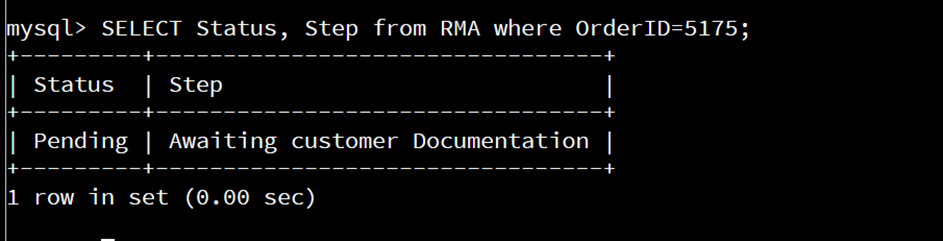 mysql> SELECT Status, Step from RMA where OrderID=5175;
+---------+--------------------------------+
| Status  | Step                           |
+---------+--------------------------------+
| Pending | Awaiting customer Documentation |
+---------+--------------------------------+
1 row in set (0.00 sec)